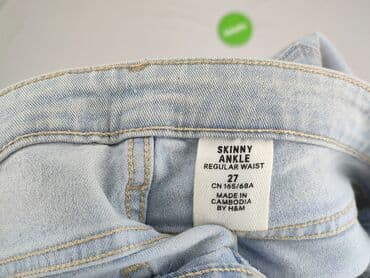 SKINNY
ANKLE
REGULAR WAIST
27
CN 165/68A
MADE IN
CAMBODIA
BY H&M